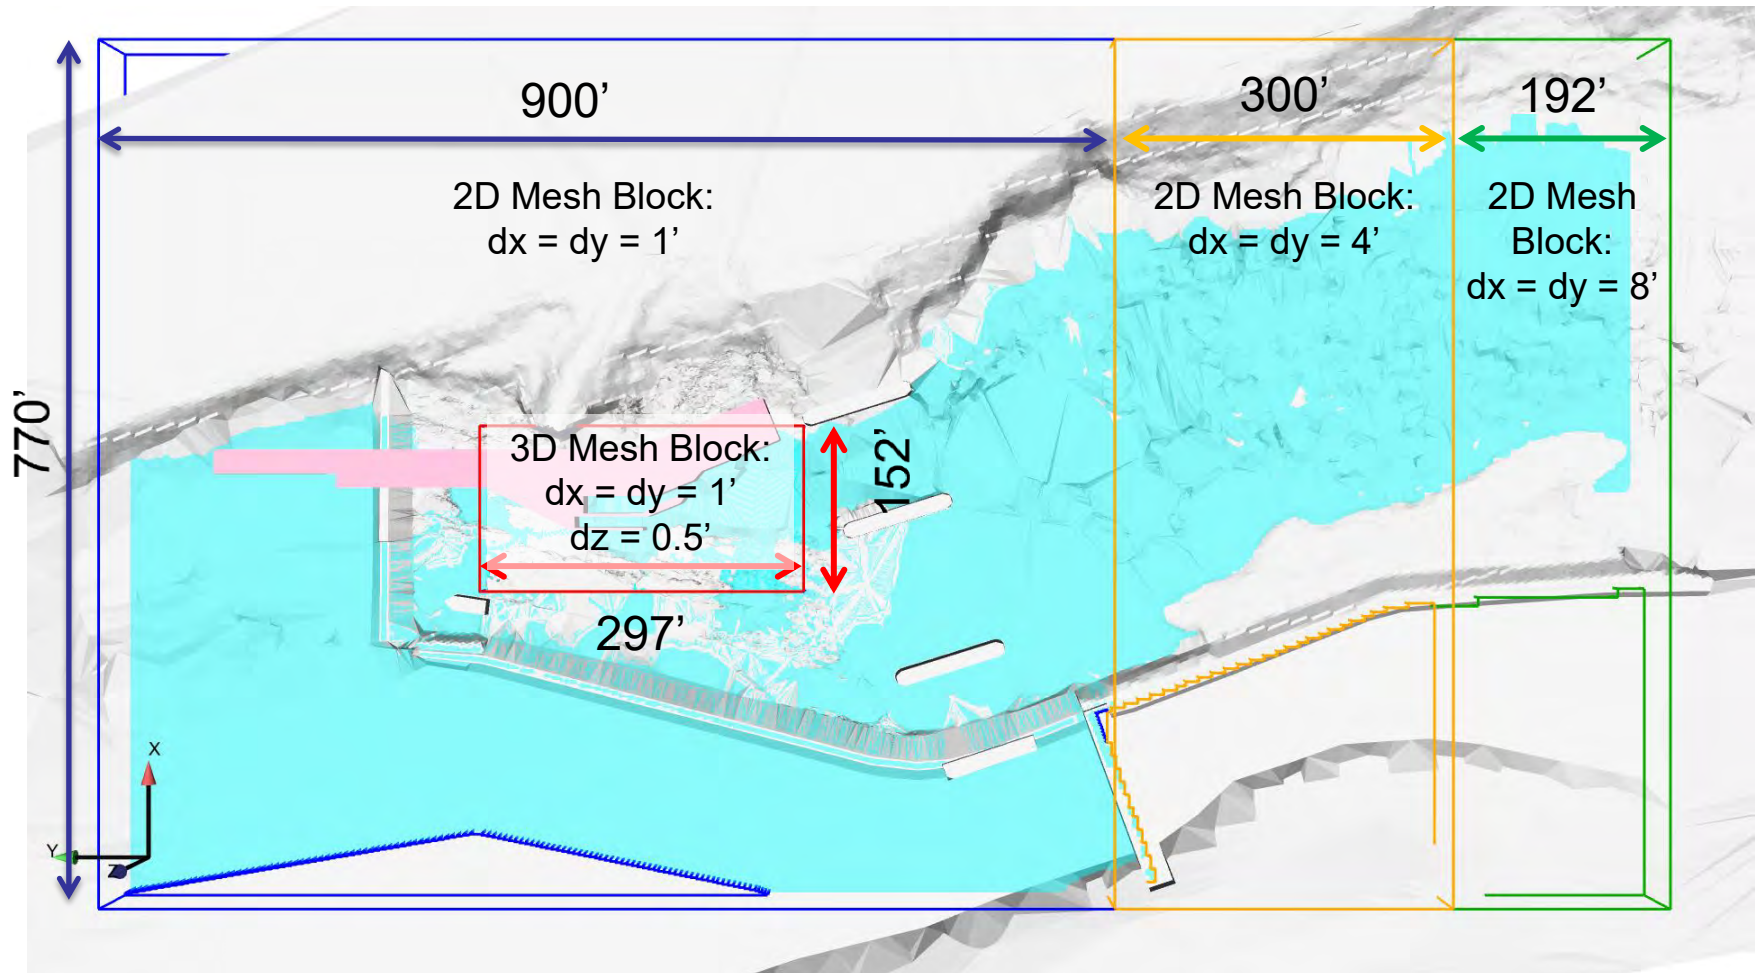 900’
300’
192’
2D Mesh Block:
dx = dy = 1’
2D Mesh Block:
dx = dy = 4’
2D Mesh
Block:
dx = dy = 8’
770’
3D Mesh Block:
dx = dy = 1’
dz = 0.5’
152’
297’
X
Y
Z